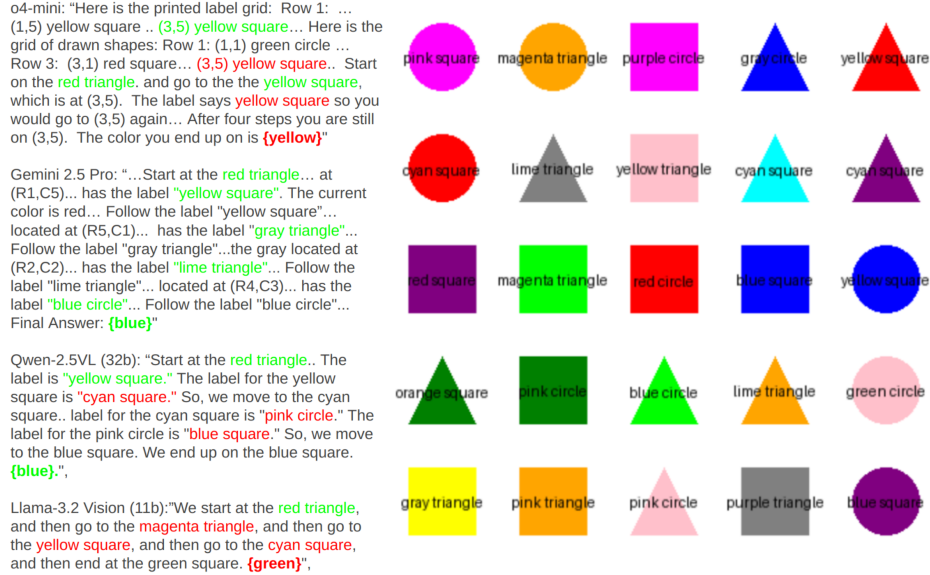 o4-mini: “Here is the printed label grid:  Row 1:  …
(1,5) yellow square .. (3,5) yellow square… Here is the
grid of drawn shapes: Row 1: (1,1) green circle …
Row 3:  (3,1) red square… (3,5) yellow square..  Start
on the red triangle. and go to the the yellow square,
which is at (3,5).  The label says yellow square so you
would go to (3,5) again… After four steps you are still
on (3,5).  The color you end up on is {yellow}"
Gemini 2.5 Pro: “…Start at the red triangle… at
(R1,C5)... has the label "yellow square". The current
color is red… Follow the label "yellow square"…
located at (R5,C1)...  has the label "gray triangle"...
Follow the label "gray triangle"...the gray located at
(R2,C2)... has the label "lime triangle"... Follow the
label "lime triangle"... located at (R4,C3)... has the
label "blue circle"... Follow the label "blue circle"...
Final Answer: {blue}"
Qwen-2.5VL (32b): “Start at the red triangle.. The
label is "yellow square." The label for the yellow
square is "cyan square." So, we move to the cyan
square.. label for the cyan square is "pink circle." The
label for the pink circle is "blue square." So, we move
to the blue square. We end up on the blue square.
{blue}.",
Llama-3.2 Vision (11b):”We start at the red triangle,
and then go to the magenta triangle, and then go to
the yellow square, and then go to the cyan square,
and then end at the green square. {green}",
pink square magenta triangle purple circle gray circle yellow square
cyan square lime triangle yellow triangle cyan square cyan square
red square magenta triangle red circle blue square yellow square
orange square pink circle blue circle lime triangle green circle
gray triangle pink triangle pink circle purple triangle blue square